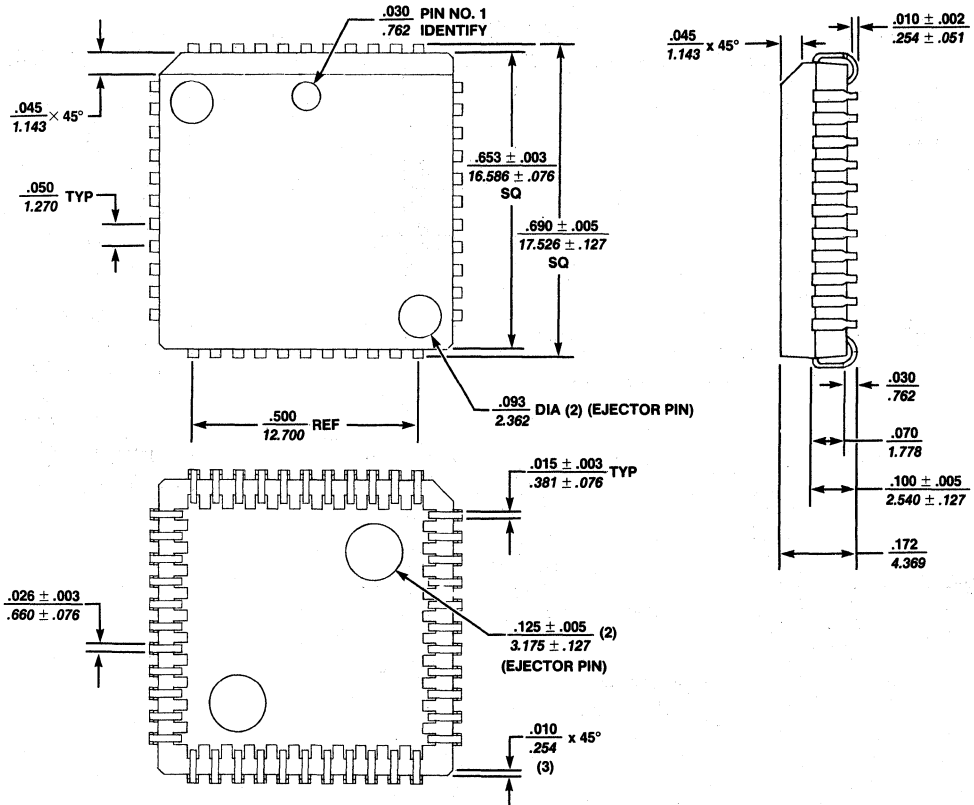 .030 PIN NO. 1
.762 IDENTIFY
.045
1.143 × 45°
.050
1.270 TYP
.653 ± .003
16.586 ± .076
SQ
.690 ± .005
17.526 ± .127
SQ
.093
2.362 DIA (2) (EJECTOR PIN)
.500
12.700 REF
.045
1.143 x 45°
.010 ± .002
.254 ± .051
.030
.762
.070
1.778
.100 ± .005
2.540 ± .127
.172
4.369
.015 ± .003
.381 ± .076 TYP
.026 ± .003
.660 ± .076
.125 ± .005
3.175 ± .127 (2)
(EJECTOR PIN)
.010
.254 x 45°
(3)